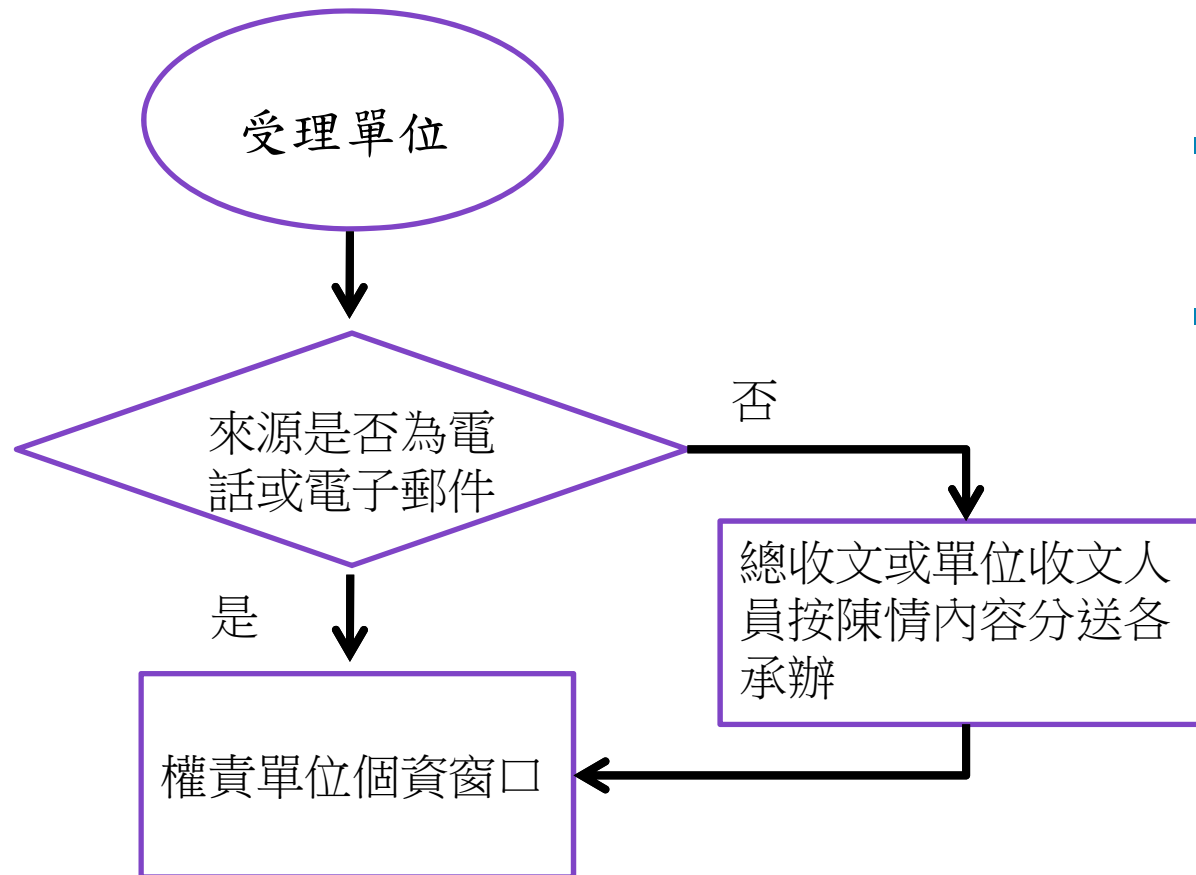 受理單位
來源是否為電
話或電子郵件
否
是
總收文或單位收文人
員按陳情內容分送各
承辦
權責單位個資窗口